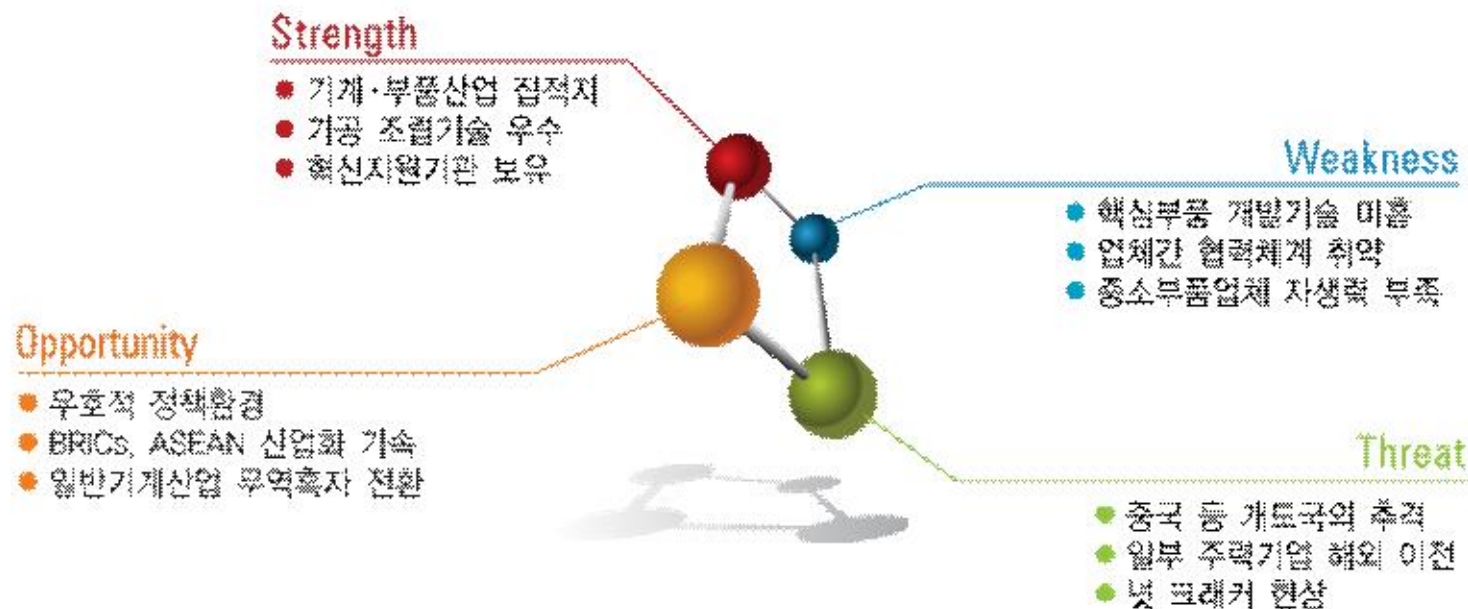 Strength
기계·부품산업 집적지
가공 조립기술 우수
혁신지원기관 보유
Weakness
핵심부품 개발기술 미흡
업체간 협력체계 취약
중소부품업체 자생력 부족
Opportunity
우호적 정책환경
BRICs, ASEAN 산업화 가속
일반기계산업 무역흑자 전환
Threat
중국 등 개도국의 추격
일부 주력기업 해외 이전
넛 크래커 현상